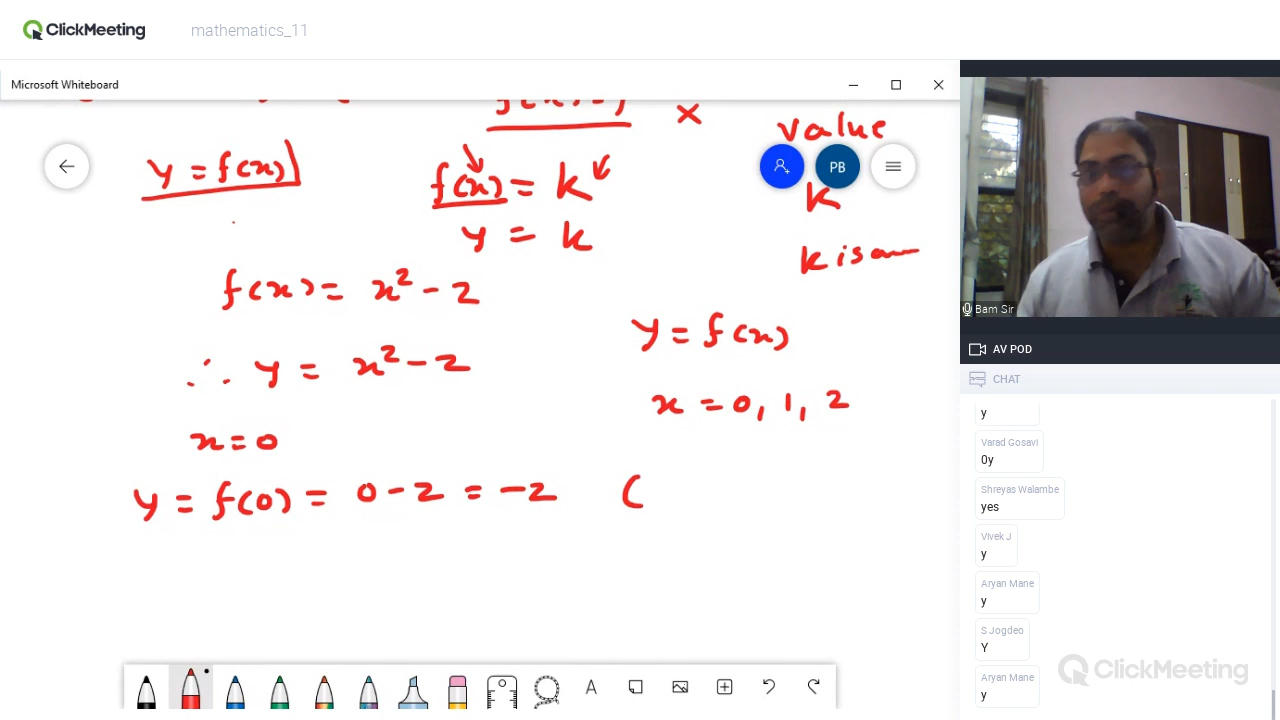 ClickMeeting
mathematics_11
Microsoft Whiteboard
×
value
y = f(x)
f(x) = k
PB
k
y = k
k is
f(x) = x² - 2
y = f(x)
∴ y = x² - 2
x = 0, 1, 2
x = 0
y = f(0) = 0 - 2 = -2 (
A
Bam Sir
AV POD
CHAT
y
Varad Gosavi
0y
Shreyas Walambe
yes
Vivek J
y
Aryan Mane
y
S Jogdeo
Y
Aryan Mane
y
ClickMeeting